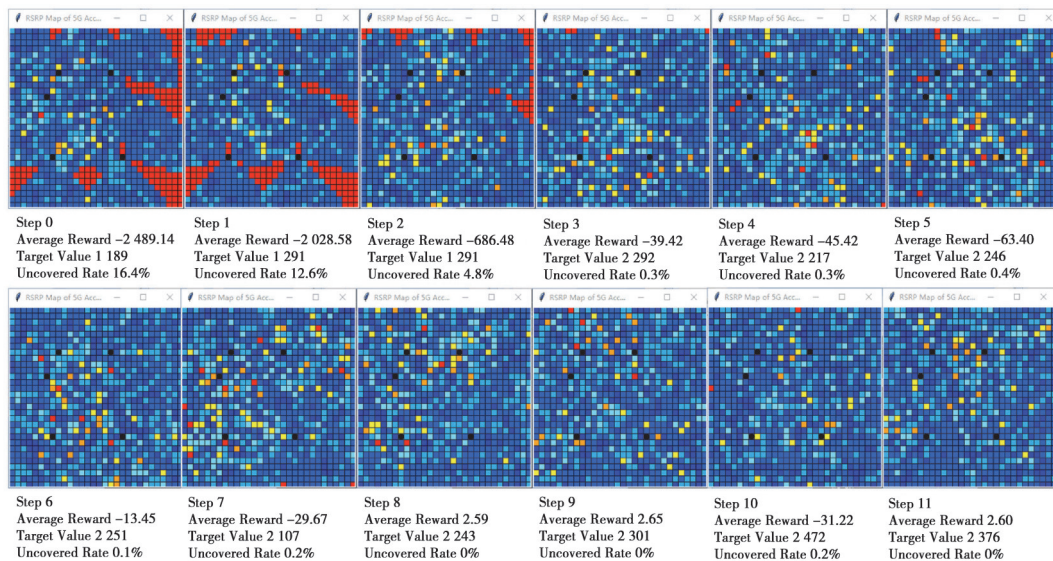 RSRP Map of 5G Acc...
RSRP Map of 5G Acc...
RSRP Map of 5G Acc...
RSRP Map of 5G Acc...
RSRP Map of 5G Acc...
RSRP Map of 5G Acc...
Step 0
Average Reward −2 489.14
Target Value 1 189
Uncovered Rate 16.4%
Step 1
Average Reward −2 028.58
Target Value 1 291
Uncovered Rate 12.6%
Step 2
Average Reward −686.48
Target Value 1 291
Uncovered Rate 4.8%
Step 3
Average Reward −39.42
Target Value 2 292
Uncovered Rate 0.3%
Step 4
Average Reward −45.42
Target Value 2 217
Uncovered Rate 0.3%
Step 5
Average Reward −63.40
Target Value 2 246
Uncovered Rate 0.4%
RSRP Map of 5G Acc...
RSRP Map of 5G Acc...
RSRP Map of 5G Acc...
RSRP Map of 5G Acc...
RSRP Map of 5G Acc...
RSRP Map of 5G Acc...
Step 6
Average Reward −13.45
Target Value 2 251
Uncovered Rate 0.1%
Step 7
Average Reward −29.67
Target Value 2 107
Uncovered Rate 0.2%
Step 8
Average Reward 2.59
Target Value 2 243
Uncovered Rate 0%
Step 9
Average Reward 2.65
Target Value 2 301
Uncovered Rate 0%
Step 10
Average Reward −31.22
Target Value 2 472
Uncovered Rate 0.2%
Step 11
Average Reward 2.60
Target Value 2 376
Uncovered Rate 0%